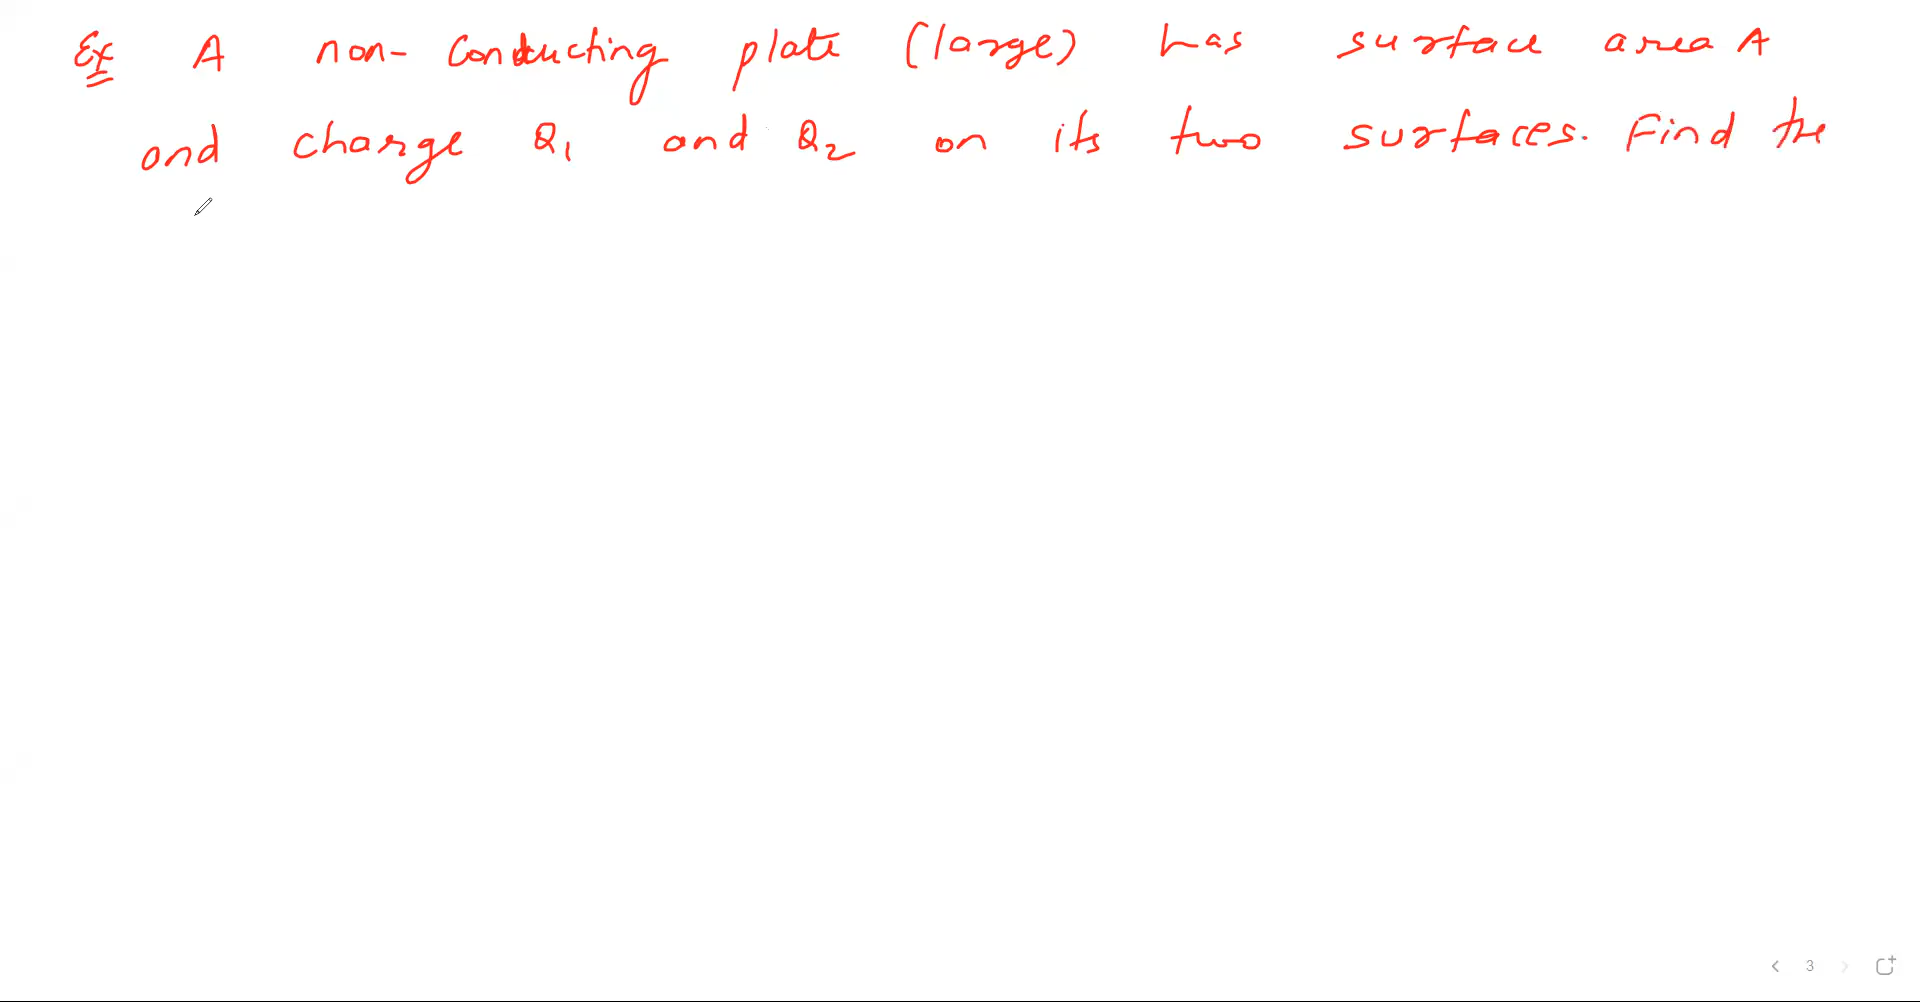 Ex A non-Conducting plate (large) has surface area A
and charge Q1 and Q2 on its two surfaces. Find the
3